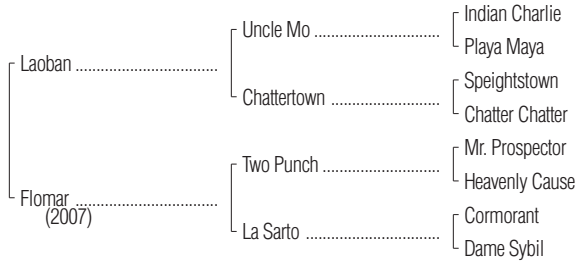 Indian Charlie
Uncle Mo
Playa Maya
Laoban
Speightstown
Chattertown
Chatter Chatter
Mr. Prospector
Two Punch
Heavenly Cause
Flomar
(2007)
Cormorant
La Sarto
Dame Sybil